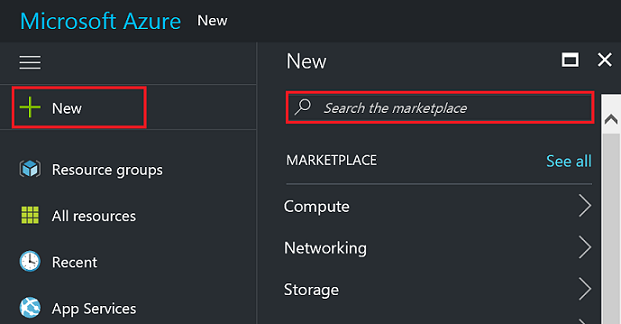 Microsoft Azure New
New
Resource groups
All resources
Recent
App Services
New
Search the marketplace
MARKETPLACE See all
Compute
Networking
Storage